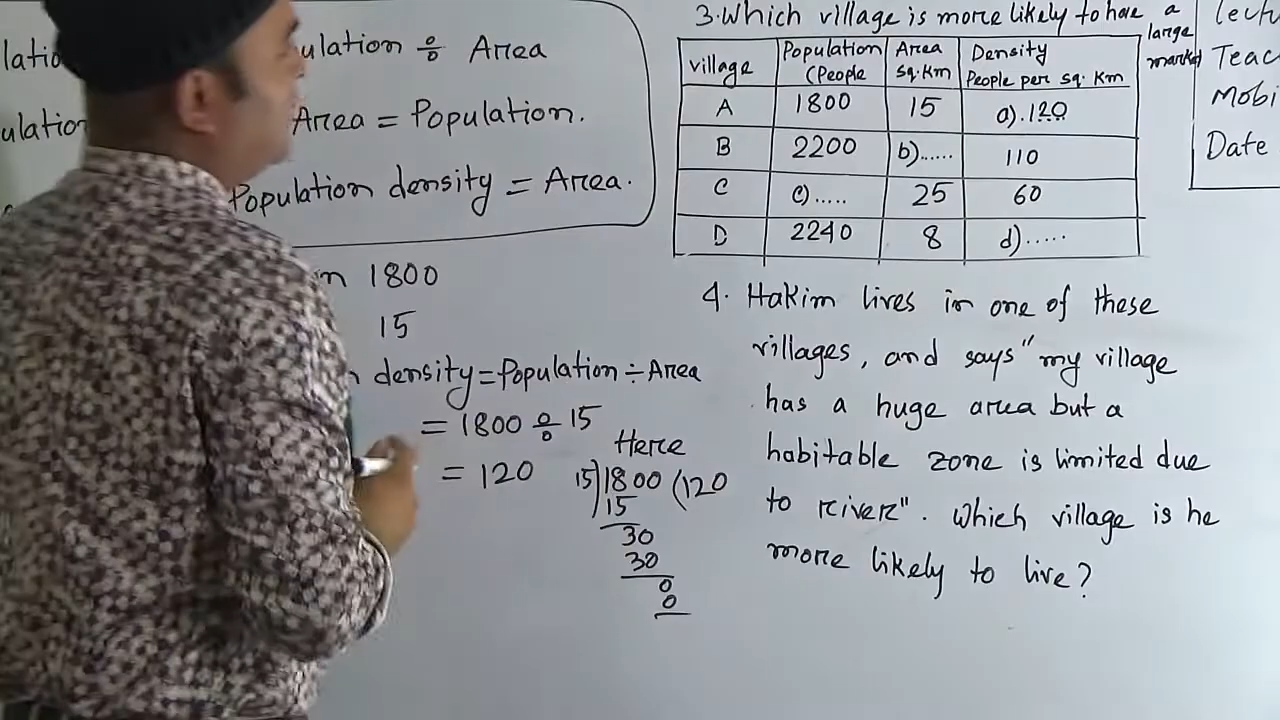 ulation ÷ Area
Area = Population.
Population density = Area.
1800
15
density = Population ÷ Area
= 1800 ÷ 15
= 120
Here
15)1800(120
15
30
30
0
0
3. Which village is more likely to have a large market
Village Population (People Area sq. km Density People per sq. km
A 1800 15 a). 120
B 2200 b)..... 110
C c)..... 25 60
D 2240 8 d).....
4. Hakim lives in one of these
villages, and says "my village
has a huge area but a
habitable zone is limited due
to river". Which village is he
more likely to live?
Date